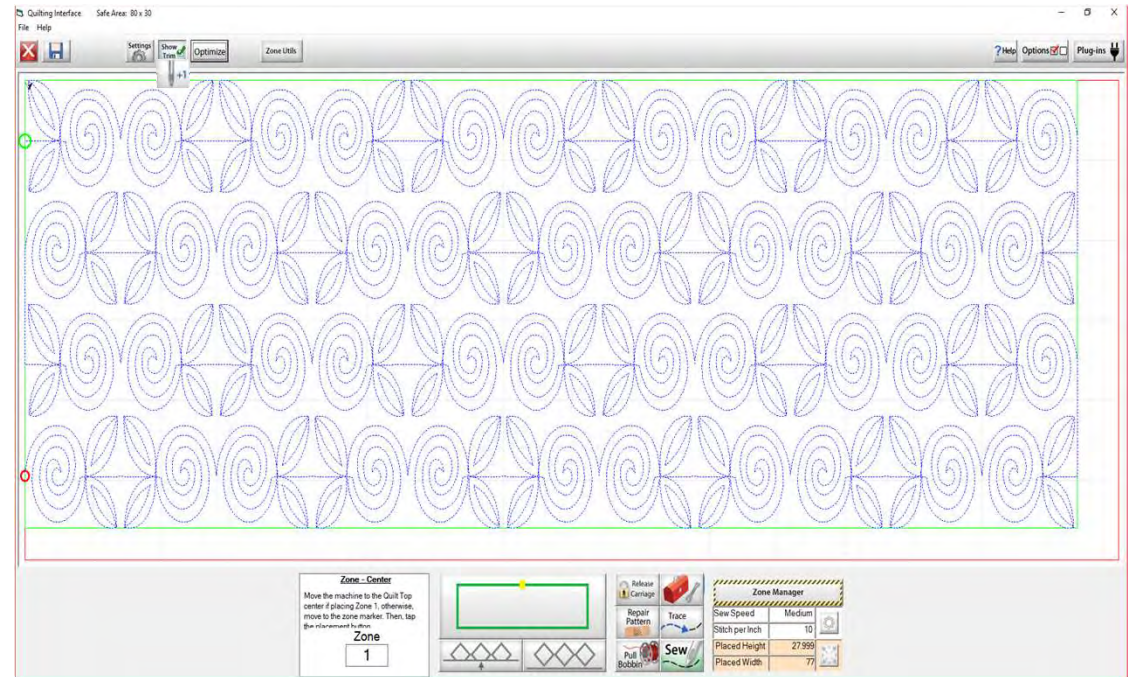 Quilting Interface Safe Area: 80 x 30
File Help
Settings
Show
Trim
Optimize
Zone Utils
?Help
Options
Plug-ins
+1
Zone - Center
Move the machine to the Quilt Top
center if placing Zone 1, otherwise,
move to the zone marker. Then, tap
the placement button
Zone
1
Release
Carriage
Repair
Pattern
Trace
Pull
Bobbin
Sew
Zone Manager
Sew Speed Medium
Stitch per Inch 10
Placed Height 27.999
Placed Width 77